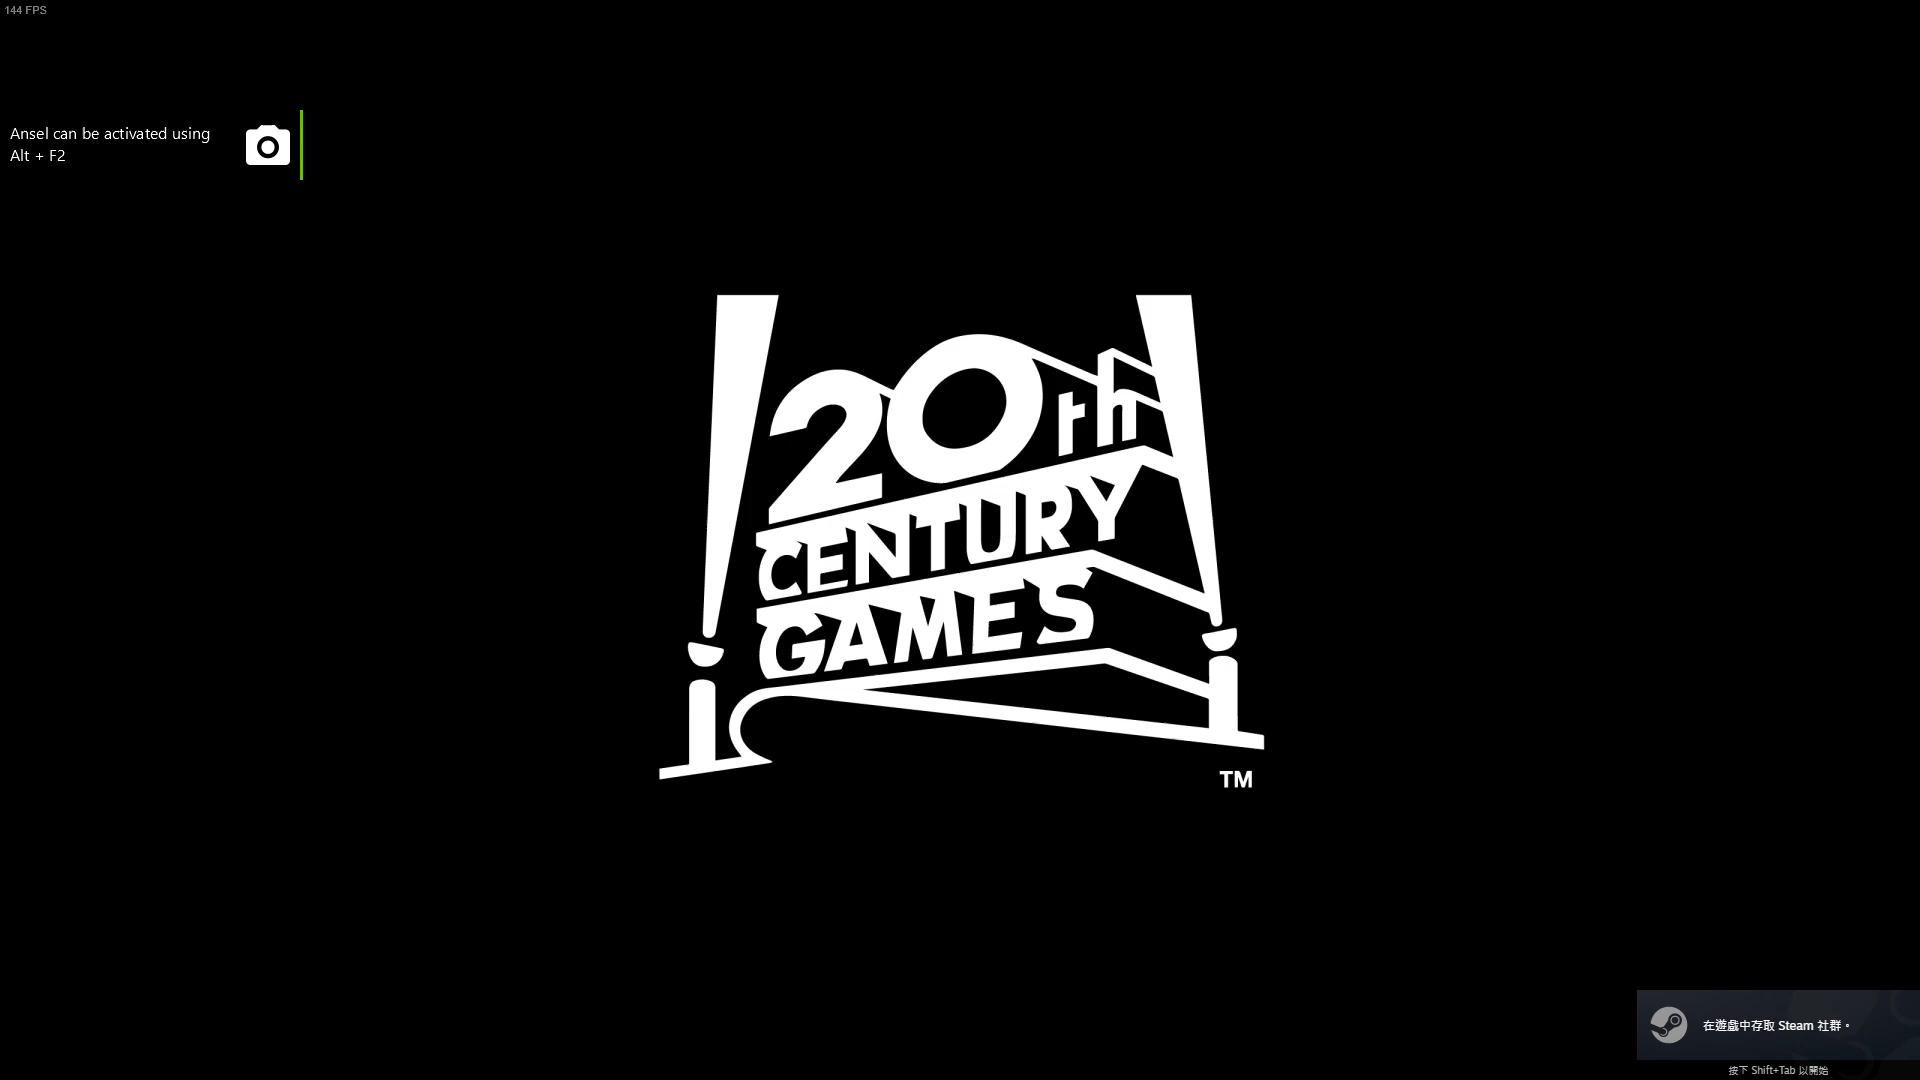 144 FPS
Ansel can be activated using
Alt + F2
20th
CENTURY
GAMES
TM
在遊戲中存取 Steam 社群。
按下 Shift+Tab 以開始